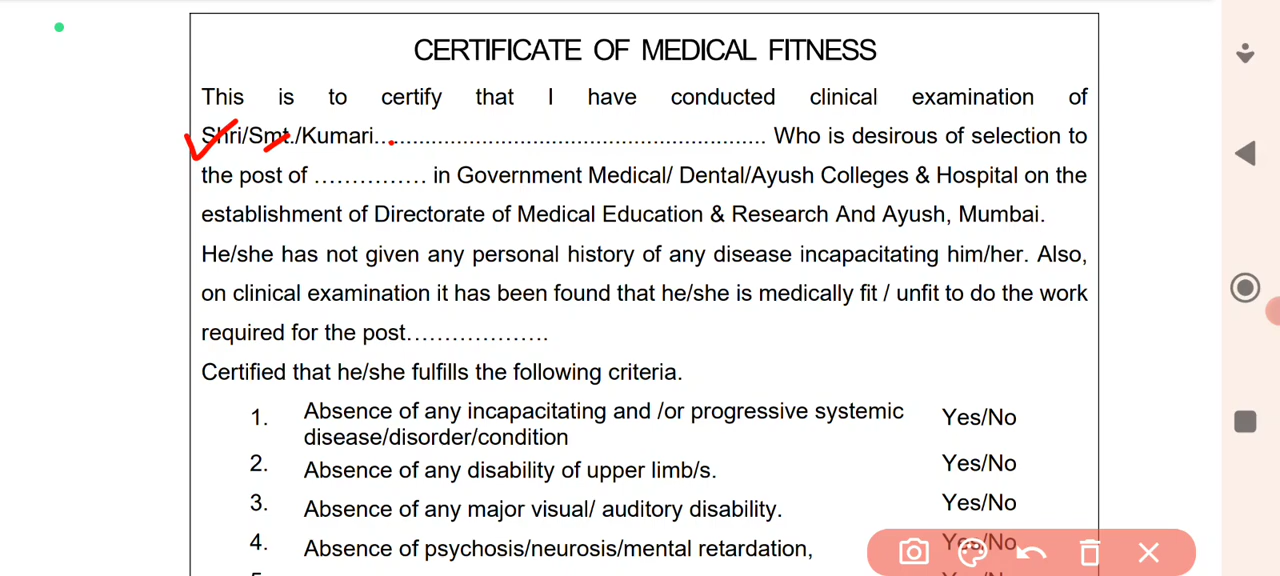 CERTIFICATE OF MEDICAL FITNESS
This is to certify that I have conducted clinical examination of
Shri/Smt./Kumari............................................................... Who is desirous of selection to
the post of …………… in Government Medical/ Dental/Ayush Colleges & Hospital on the
establishment of Directorate of Medical Education & Research And Ayush, Mumbai.
He/she has not given any personal history of any disease incapacitating him/her. Also,
on clinical examination it has been found that he/she is medically fit / unfit to do the work
required for the post……………….
Certified that he/she fulfills the following criteria.
1. Absence of any incapacitating and /or progressive systemic Yes/No
disease/disorder/condition
2. Absence of any disability of upper limb/s. Yes/No
3. Absence of any major visual/ auditory disability. Yes/No
4. Absence of psychosis/neurosis/mental retardation, Yes/No